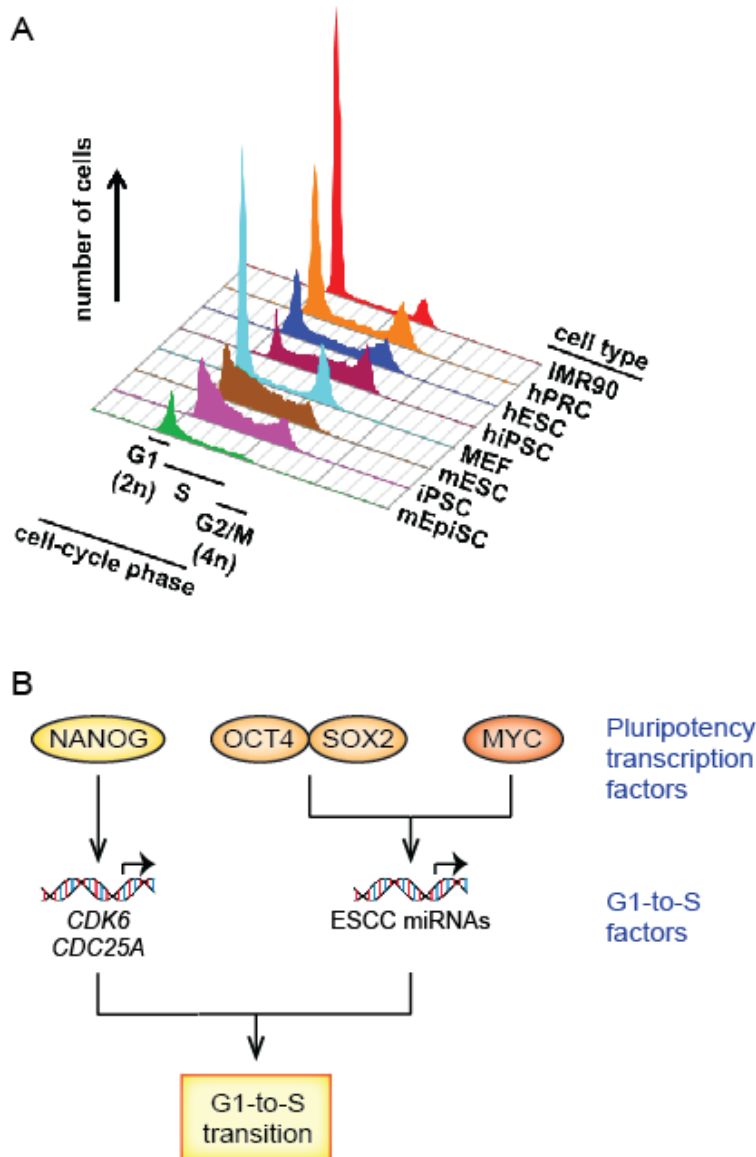 A
number of cells
cell type
IMR90
hPRC
hESC
hiPSC
MEF
mESC
iPSC
mEpiSC
G1
(2n)
S
G2/M
(4n)
cell-cycle phase
B
NANOG
OCT4
SOX2
MYC
Pluripotency
transcription
factors
CDK6
CDC25A
ESCC miRNAs
G1-to-S
factors
G1-to-S
transition